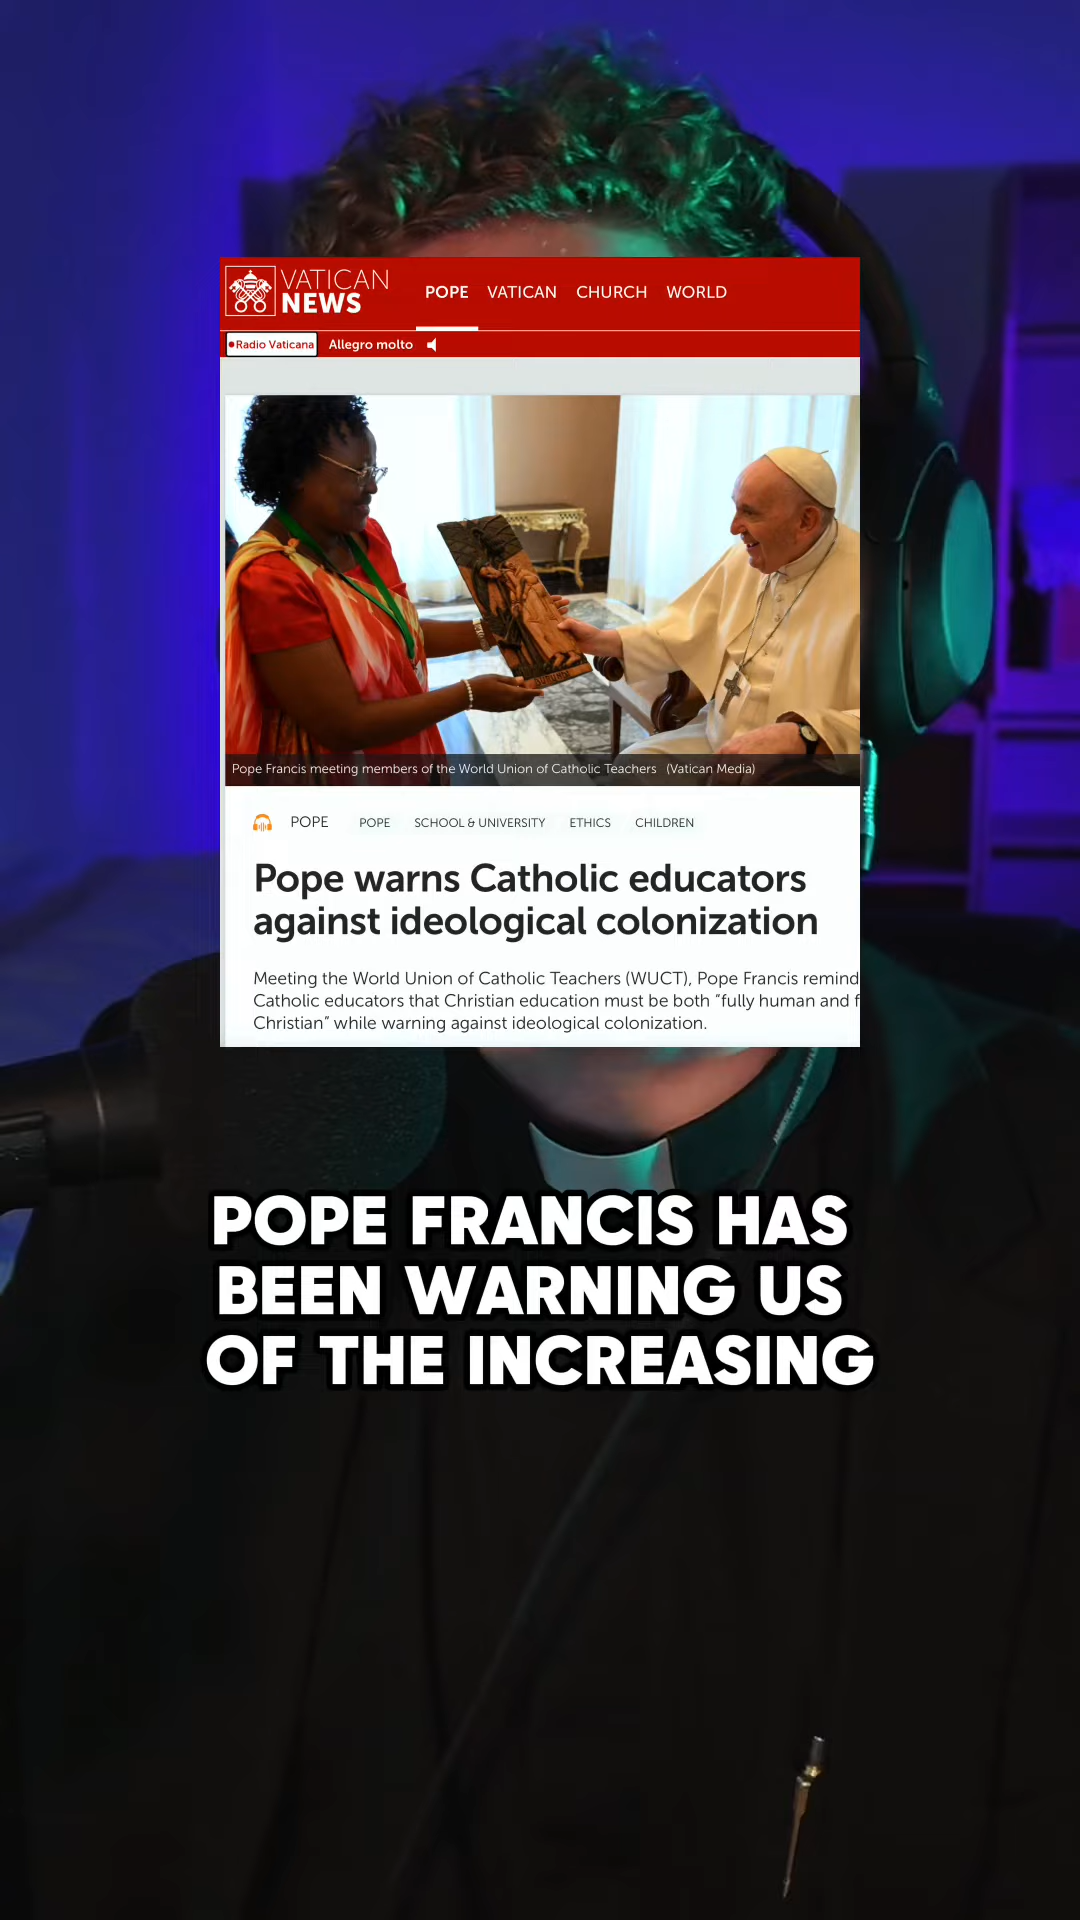 VATICAN
NEWS
POPE VATICAN CHURCH WORLD
Radio Vaticana Allegro molto
Pope Francis meeting members of the World Union of Catholic Teachers (Vatican Media)
POPE POPE SCHOOL & UNIVERSITY ETHICS CHILDREN
Pope warns Catholic educators
against ideological colonization
Meeting the World Union of Catholic Teachers (WUCT), Pope Francis remind
Catholic educators that Christian education must be both "fully human and f
Christian" while warning against ideological colonization.
POPE FRANCIS HAS
BEEN WARNING US
OF THE INCREASING